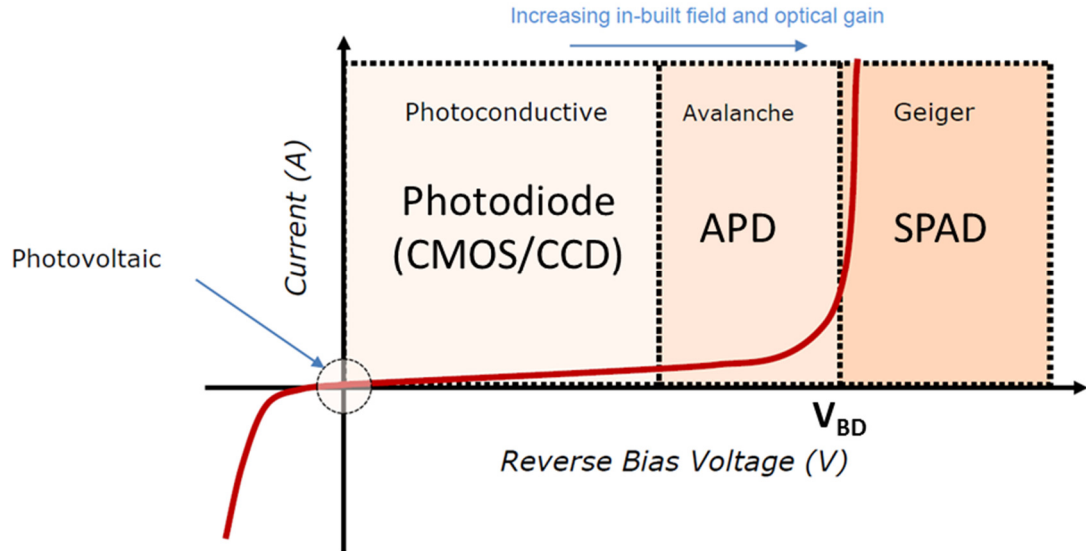 Increasing in-built field and optical gain
Photoconductive
Avalanche
Geiger
Current (A)
Photodiode
(CMOS/CCD)
APD
SPAD
Photovoltaic
VBD
Reverse Bias Voltage (V)